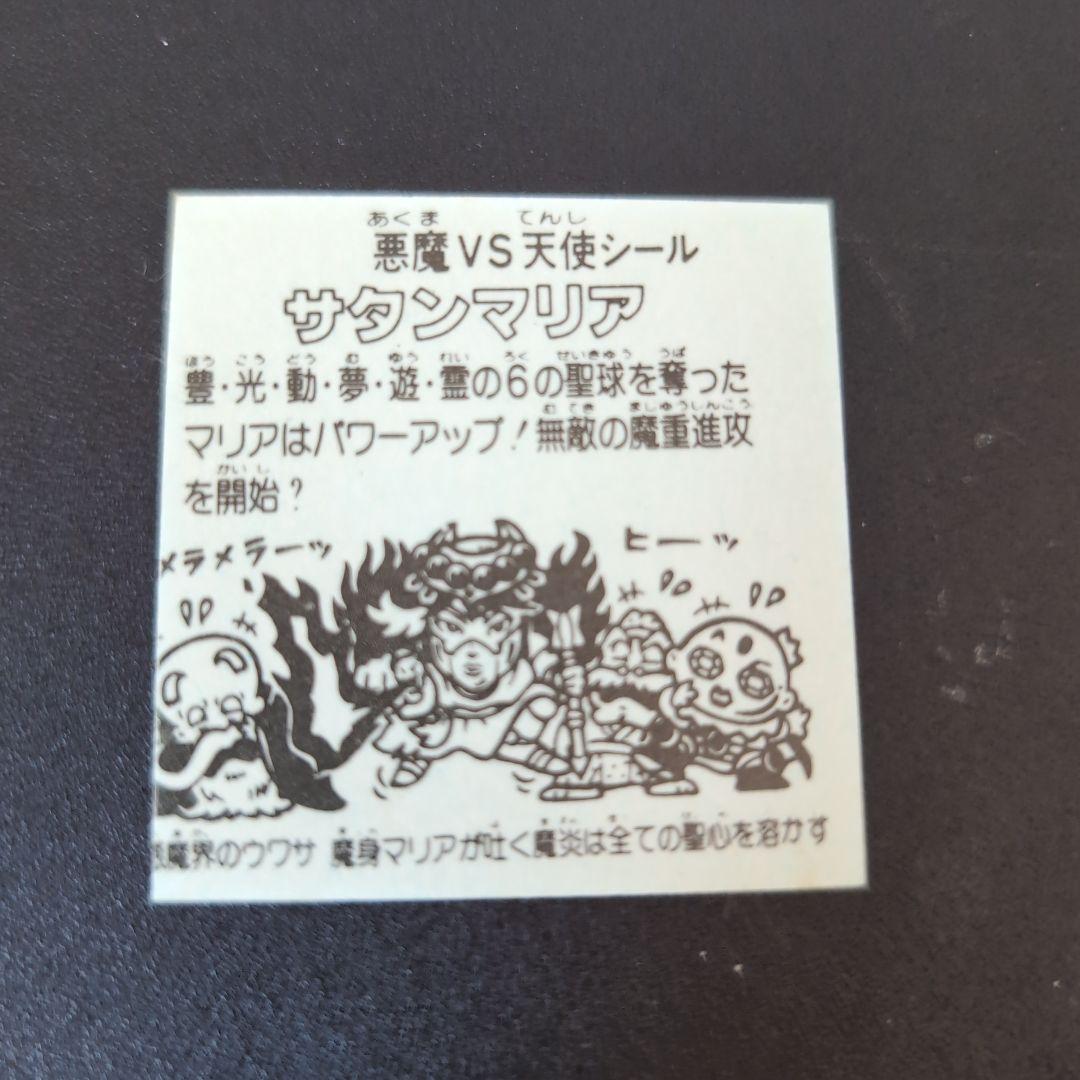 悪魔VS天使シール
サタンマリア
豊・光・動・夢・遊・霊の6の聖球を奪った
マリアはパワーアップ！無敵の魔重進攻
を開始？
メラメラーッ
ヒーッ
魔界のウワサ 魔身マリアが吐く魔炎は全ての聖心を溶かす